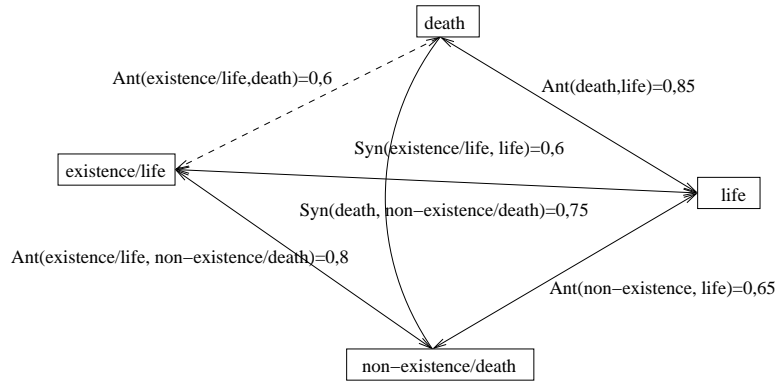 death
Ant(existence/life,death)=0,6
Ant(death,life)=0,85
Syn(existence/life, life)=0,6
existence/life
life
Syn(death, non−existence/death)=0,75
Ant(existence/life, non−existence/death)=0,8
Ant(non−existence, life)=0,65
non−existence/death